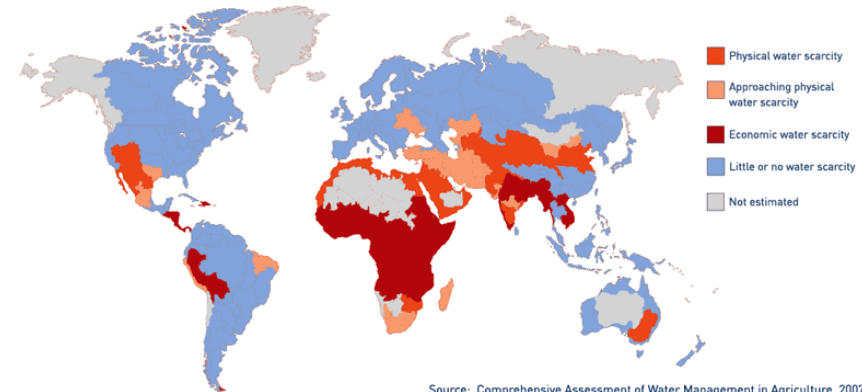 Physical water scarcity
Approaching physical
water scarcity
Economic water scarcity
Little or no water scarcity
Not estimated
Source: Comprehensive Assessment of Water Management in Agriculture, 2002